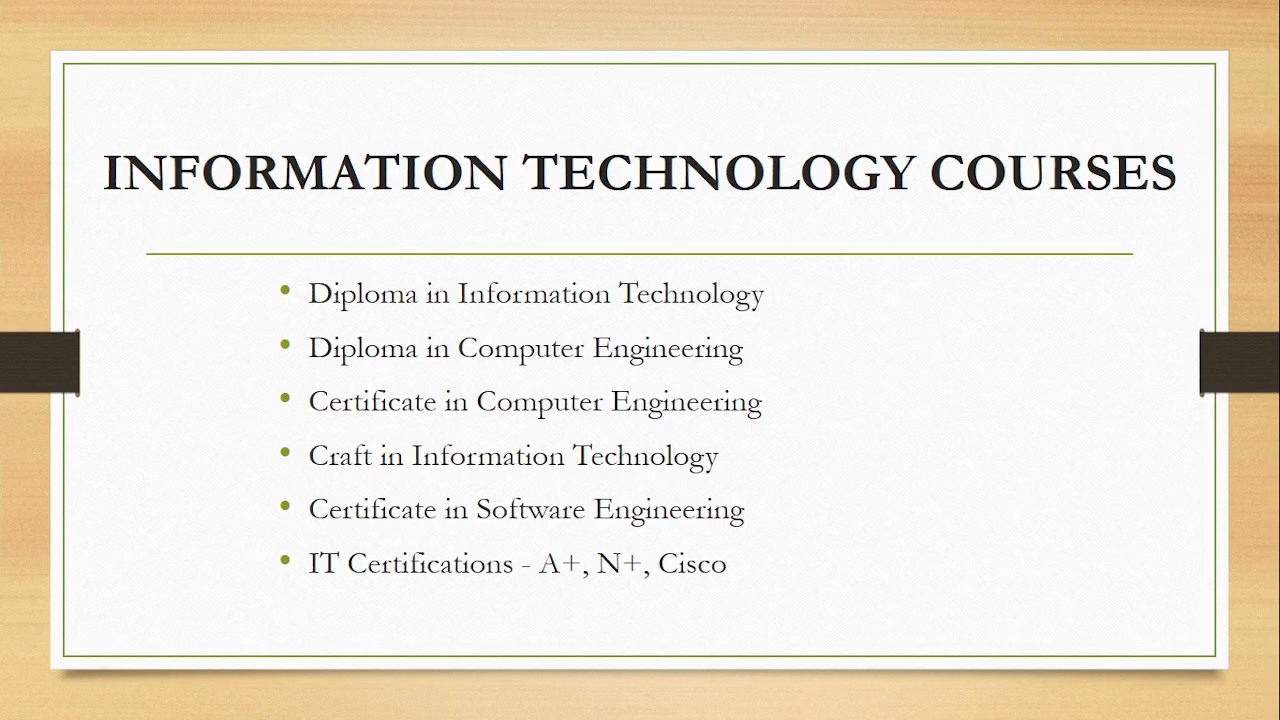 INFORMATION TECHNOLOGY COURSES
• Diploma in Information Technology
• Diploma in Computer Engineering
• Certificate in Computer Engineering
• Craft in Information Technology
• Certificate in Software Engineering
• IT Certifications - A+, N+, Cisco